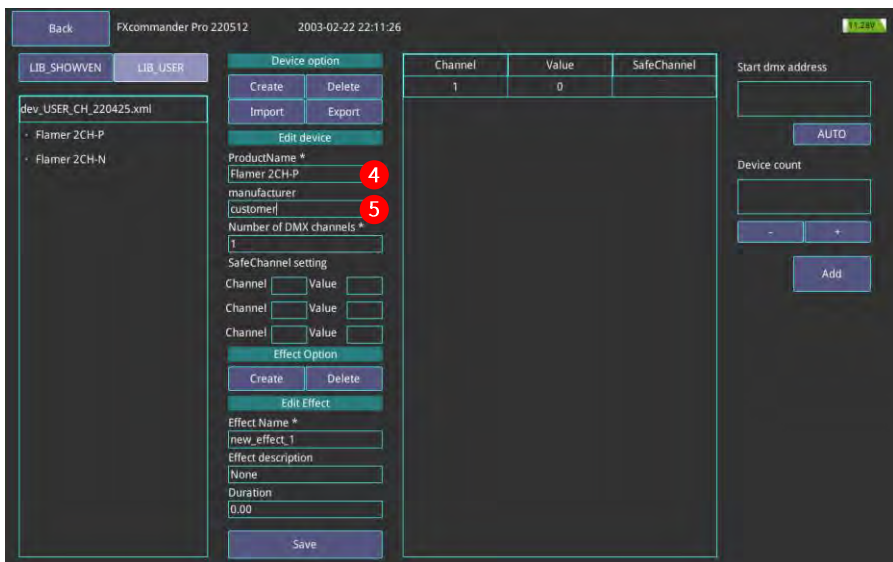 Back
FXcommander Pro 220512
2003-02-22 22:11:26
11.28V
LIB_SHOWVEN
LIB_USER
dev_USER_CH_220425.xml
Flamer 2CH-P
Flamer 2CH-N
Device option
Create
Delete
Import
Export
Edit device
ProductName *
Flamer 2CH-P
4
manufacturer
customer
5
Number of DMX channels *
1
SafeChannel setting
Channel Value
Channel Value
Channel Value
Effect Option
Create
Delete
Edit Effect
Effect Name *
new_effect_1
Effect description
None
Duration
0.00
Save
Channel Value SafeChannel
1 0
Start dmx address
AUTO
Device count
- +
Add